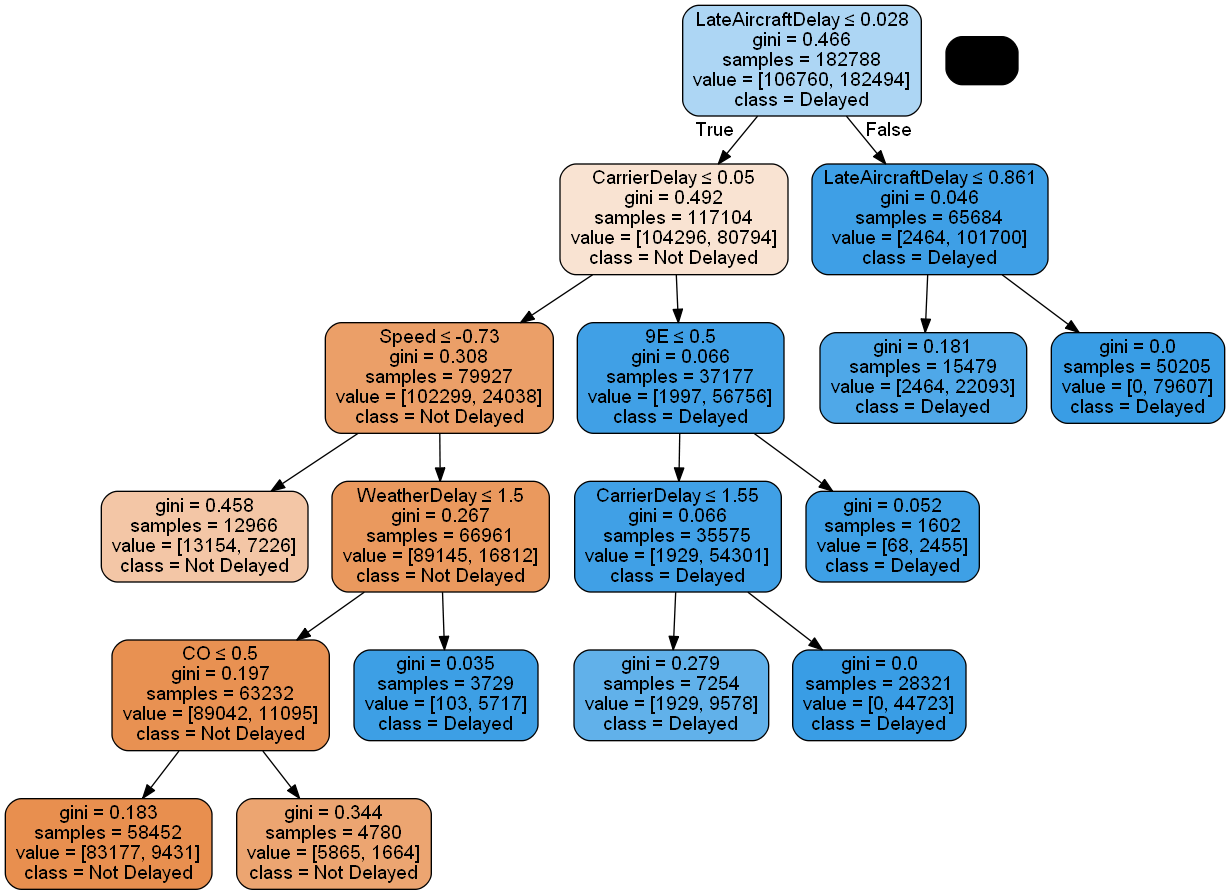 LateAircraftDelay ≤ 0.028
gini = 0.466
samples = 182788
value = [106760, 182494]
class = Delayed
True
False
CarrierDelay ≤ 0.05
gini = 0.492
samples = 117104
value = [104296, 80794]
class = Not Delayed
LateAircraftDelay ≤ 0.861
gini = 0.046
samples = 65684
value = [2464, 101700]
class = Delayed
Speed ≤ -0.73
gini = 0.308
samples = 79927
value = [102299, 24038]
class = Not Delayed
9E ≤ 0.5
gini = 0.066
samples = 37177
value = [1997, 56756]
class = Delayed
gini = 0.181
samples = 15479
value = [2464, 22093]
class = Delayed
gini = 0.0
samples = 50205
value = [0, 79607]
class = Delayed
gini = 0.458
samples = 12966
value = [13154, 7226]
class = Not Delayed
WeatherDelay ≤ 1.5
gini = 0.267
samples = 66961
value = [89145, 16812]
class = Not Delayed
CarrierDelay ≤ 1.55
gini = 0.066
samples = 35575
value = [1929, 54301]
class = Delayed
gini = 0.052
samples = 1602
value = [68, 2455]
class = Delayed
CO ≤ 0.5
gini = 0.197
samples = 63232
value = [89042, 11095]
class = Not Delayed
gini = 0.035
samples = 3729
value = [103, 5717]
class = Delayed
gini = 0.279
samples = 7254
value = [1929, 9578]
class = Delayed
gini = 0.0
samples = 28321
value = [0, 44723]
class = Delayed
gini = 0.183
samples = 58452
value = [83177, 9431]
class = Not Delayed
gini = 0.344
samples = 4780
value = [5865, 1664]
class = Not Delayed